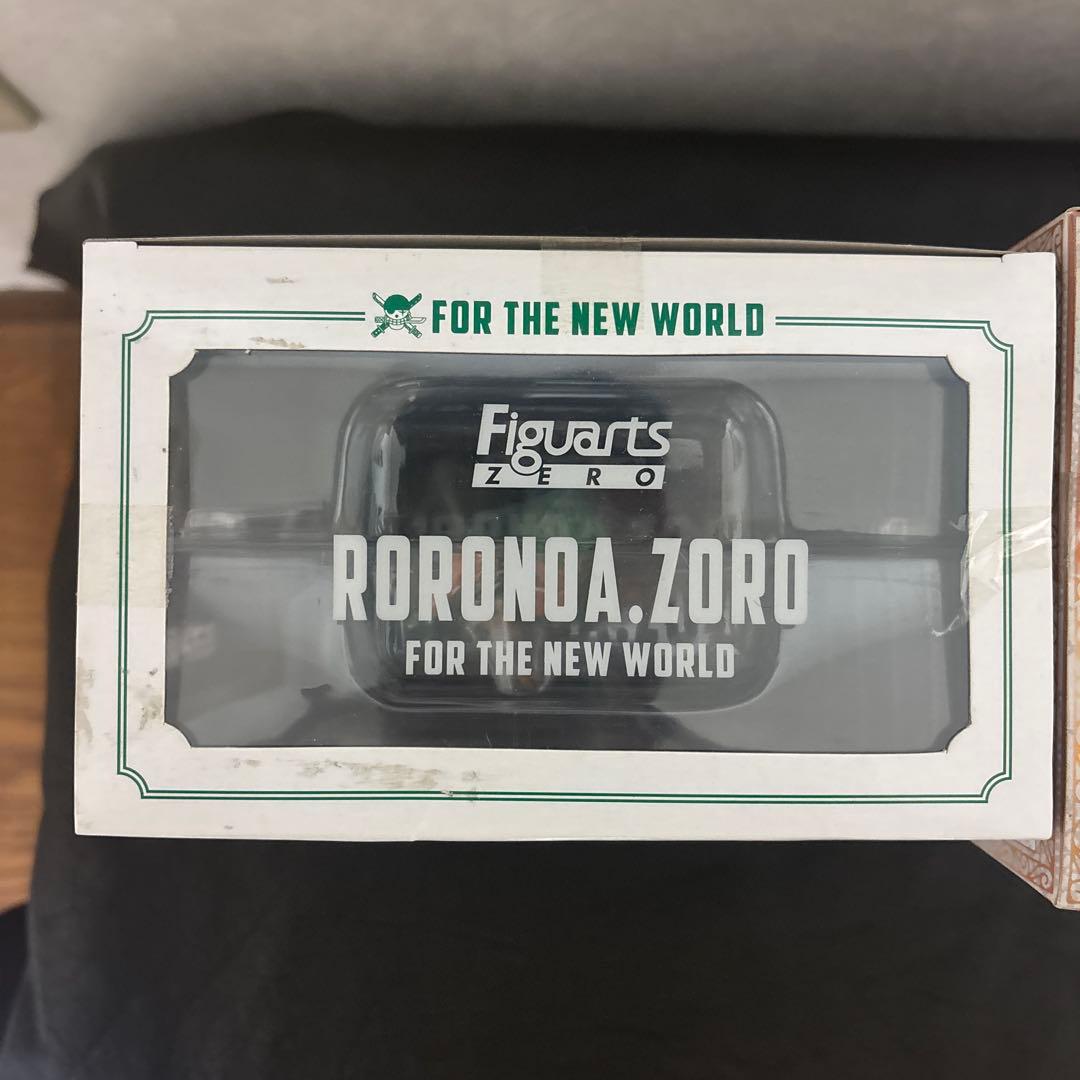 FOR THE NEW WORLD
Figuarts
ZERO
RORONOA.ZORO
FOR THE NEW WORLD